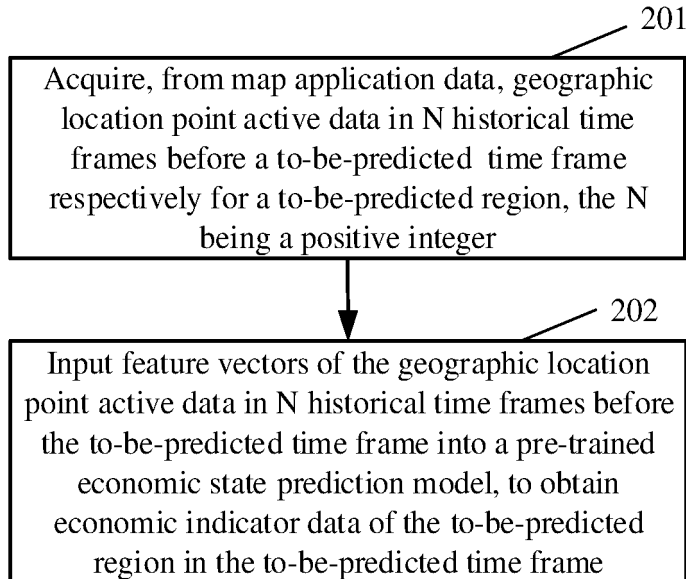 201
Acquire, from map application data, geographic
location point active data in N historical time
frames before a to-be-predicted time frame
respectively for a to-be-predicted region, the N
being a positive integer
202
Input feature vectors of the geographic location
point active data in N historical time frames before
the to-be-predicted time frame into a pre-trained
economic state prediction model, to obtain
economic indicator data of the to-be-predicted
region in the to-be-predicted time frame